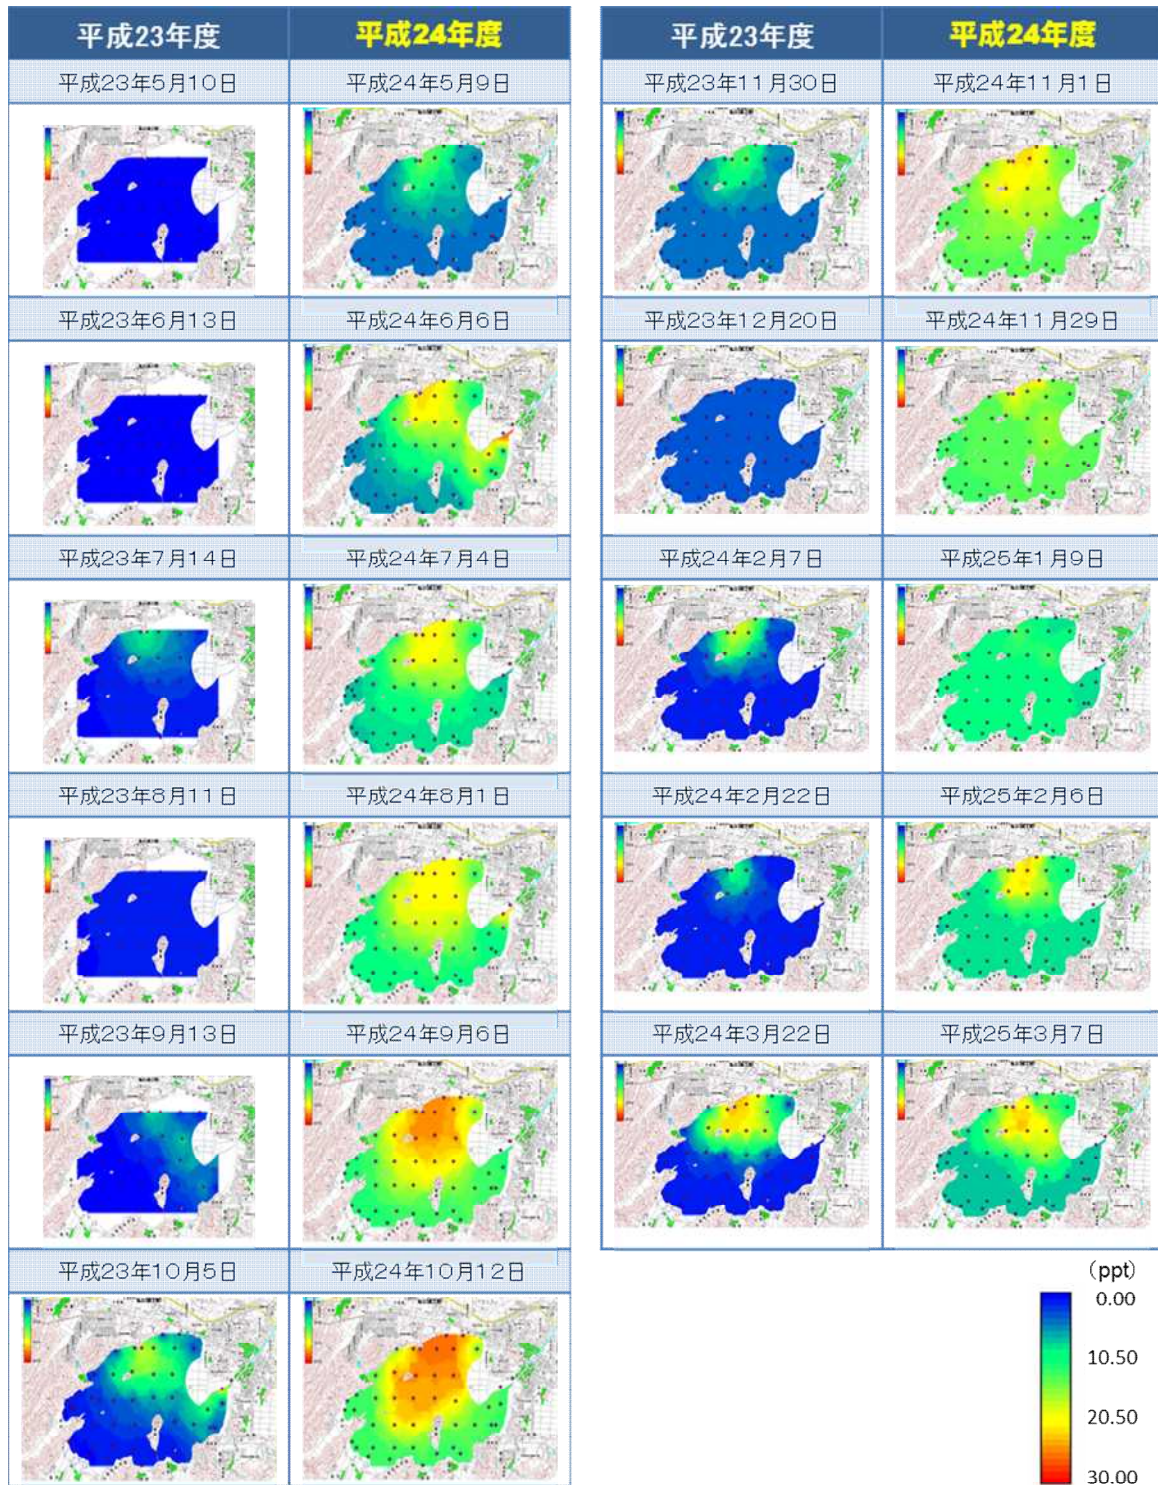 平成23年度 平成24年度
平成23年5月10日 平成24年5月9日
平成23年6月13日 平成24年6月6日
平成23年7月14日 平成24年7月4日
平成23年8月11日 平成24年8月1日
平成23年9月13日 平成24年9月6日
平成23年10月5日 平成24年10月12日
平成23年度 平成24年度
平成23年11月30日 平成24年11月1日
平成23年12月20日 平成24年11月29日
平成24年2月7日 平成25年1月9日
平成24年2月22日 平成25年2月6日
平成24年3月22日 平成25年3月7日
(ppt)
0.00
10.50
20.50
30.00